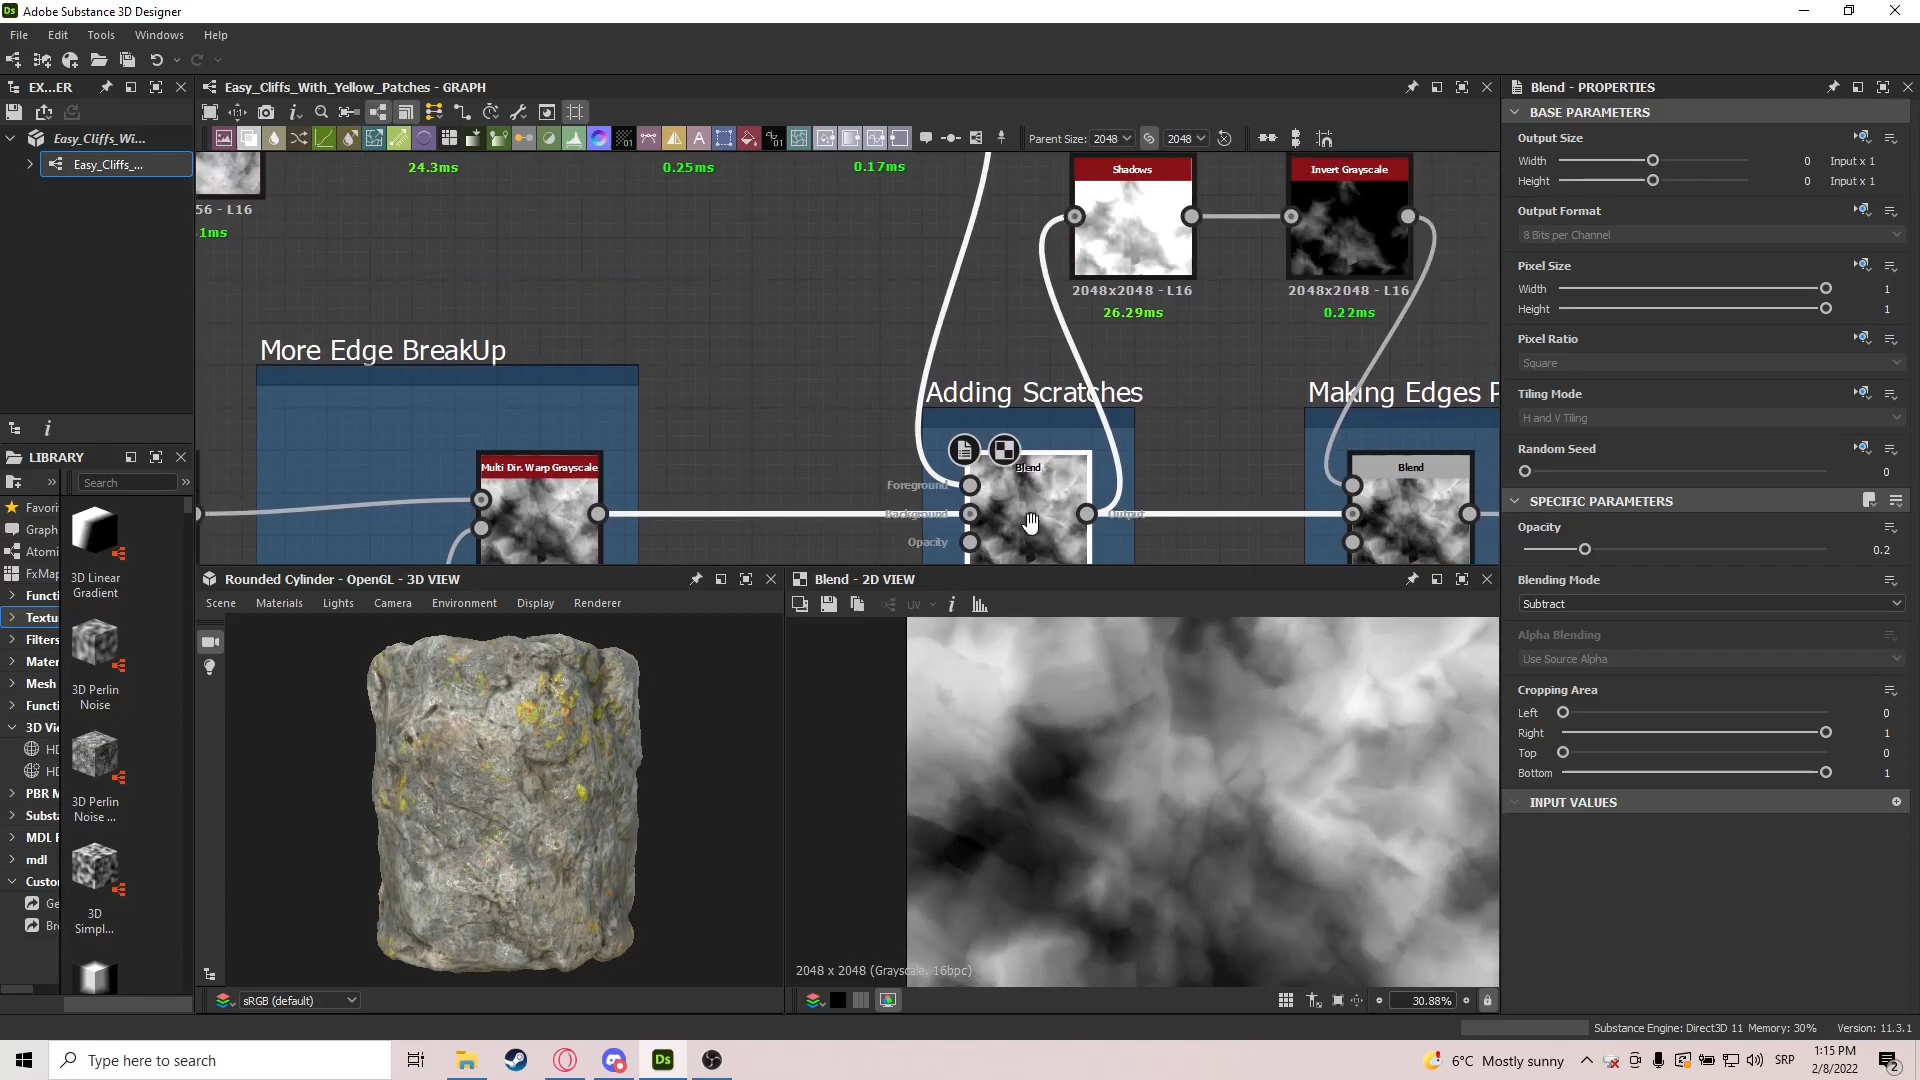 Adobe Substance 3D Designer
File Edit Tools Windows Help
EX...ER
Easy_Cliffs_With_Yellow_Patches - GRAPH
Blend - PROPERTIES
Easy_Cliffs_Wi...
Easy_Cliffs_...
Parent Size: 2048 2048
BASE PARAMETERS
Output Size
Width 0 Input x 1
Height 0 Input x 1
Output Format
8 Bits per Channel
Pixel Size
Width 1
Height 1
Pixel Ratio
Square
Tiling Mode
H and V Tiling
Random Seed
0
SPECIFIC PARAMETERS
Opacity
0.2
Blending Mode
Subtract
Alpha Blending
Use Source Alpha
Cropping Area
Left 0
Right 1
Top 0
Bottom 1
INPUT VALUES
24.3ms 0.25ms 0.17ms
56 - L16
1ms
Shadows
2048x2048 - L16
26.29ms
Invert Grayscale
2048x2048 - L16
0.22ms
More Edge BreakUp
Multi Dir. Warp Grayscale
Adding Scratches
Blend
Foreground
Background
Opacity
Output
Making Edges P
Blend
LIBRARY
Search
Favori
Graph
Atomi
FxMap
Functi
Textu
Filters
Mater
Mesh
Functi
3D Vi
HD
HD
PBR M
Substa
MDL F
mdl
Custo
Ge
Br
3D Linear
Gradient
3D Perlin
Noise
3D Perlin
Noise ...
3D
Simpl...
Rounded Cylinder - OpenGL - 3D VIEW
Scene Materials Lights Camera Environment Display Renderer
sRGB (default)
Blend - 2D VIEW
UV
2048 x 2048 (Grayscale, 16bpc)
30.88%
Substance Engine: Direct3D 11 Memory: 30% Version: 11.3.1
Type here to search
Ds
6°C Mostly sunny
SRP
1:15 PM
2/8/2022
2